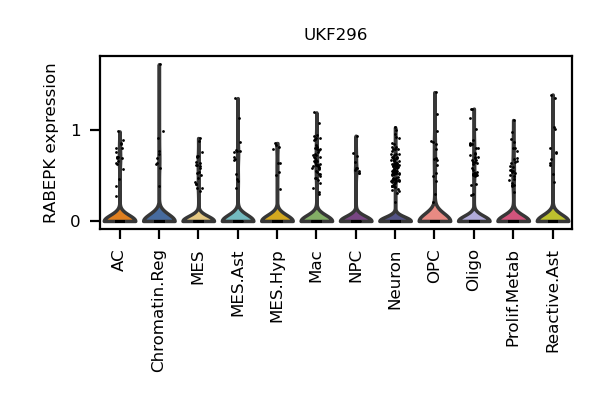 UKF296
RABEPK expression
1
0
AC
Chromatin.Reg
MES
MES.Ast
MES.Hyp
Mac
NPC
Neuron
OPC
Oligo
Prolif.Metab
Reactive.Ast